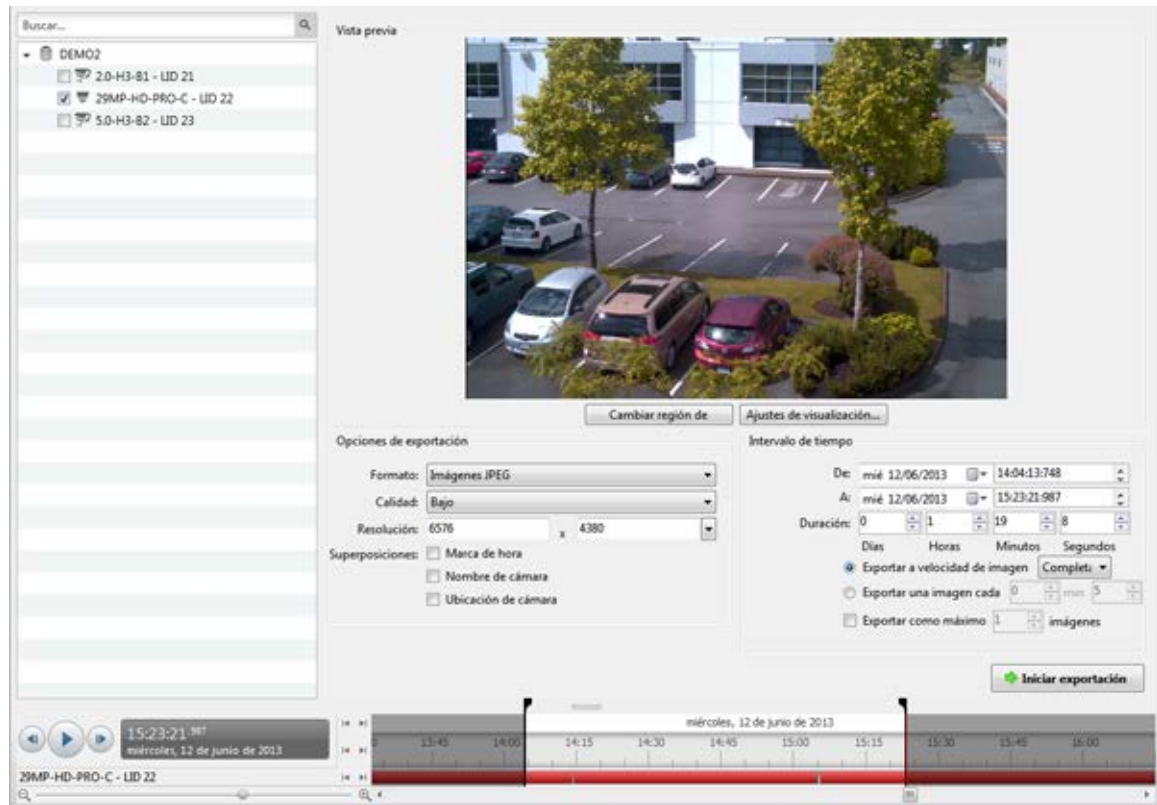 Buscar...
DEMO2
2.0-H3-B1 - LID 21
29MP-HD-PRO-C - LID 22
5.0-H3-B2 - LID 23
Vista previa
Cambiar región de
Ajustes de visualización...
Opciones de exportación
Formato: Imágenes JPEG
Calidad: Bajo
Resolución: 6576 x 4380
Superposiciones: Marca de hora
Nombre de cámara
Ubicación de cámara
Intervalo de tiempo
De: mié 12/06/2013 14:04:13:748
A: mié 12/06/2013 15:23:21:987
Duración: 0 1 19 8
Días Horas Minutos Segundos
Exportar a velocidad de imagen Complet
Exportar una imagen cada 0 min 5
Exportar como máximo 1 imágenes
Iniciar exportación
15:23:21.987
miércoles, 12 de junio de 2013
miércoles, 12 de junio de 2013
13:45 14:00 14:15 14:30 14:45 15:00 15:15 15:30 15:45 16:00
29MP-HD-PRO-C - LID 22